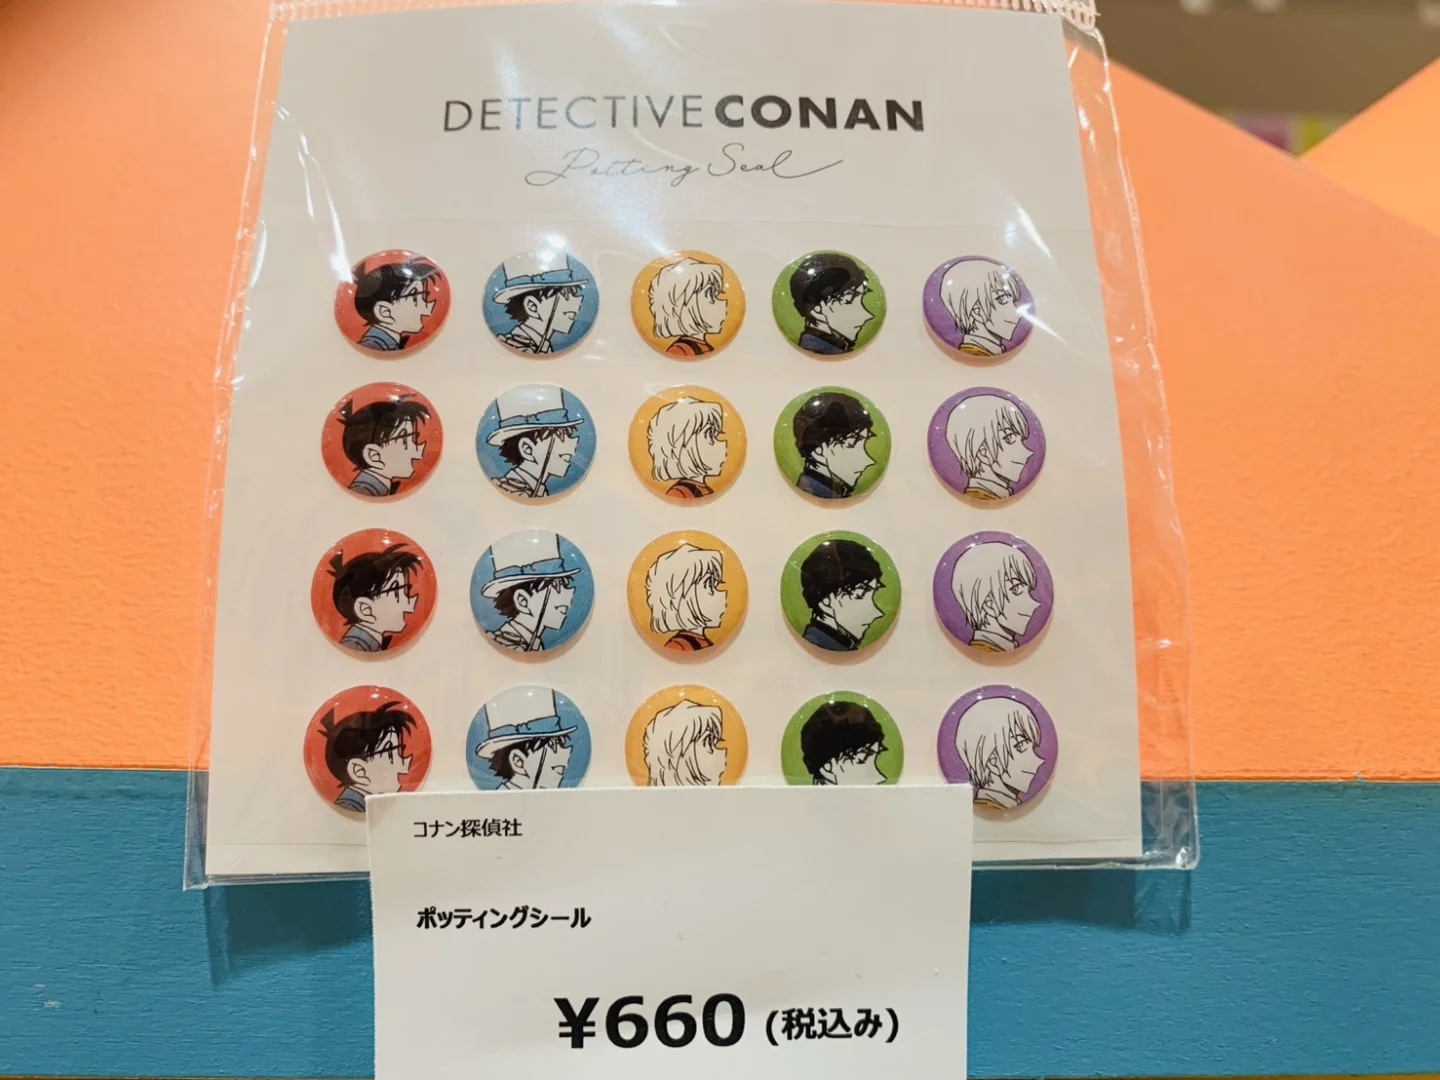 DETECTIVE CONAN
Potting Seal
コナン探偵社
ポッティングシール
¥660 (税込み)